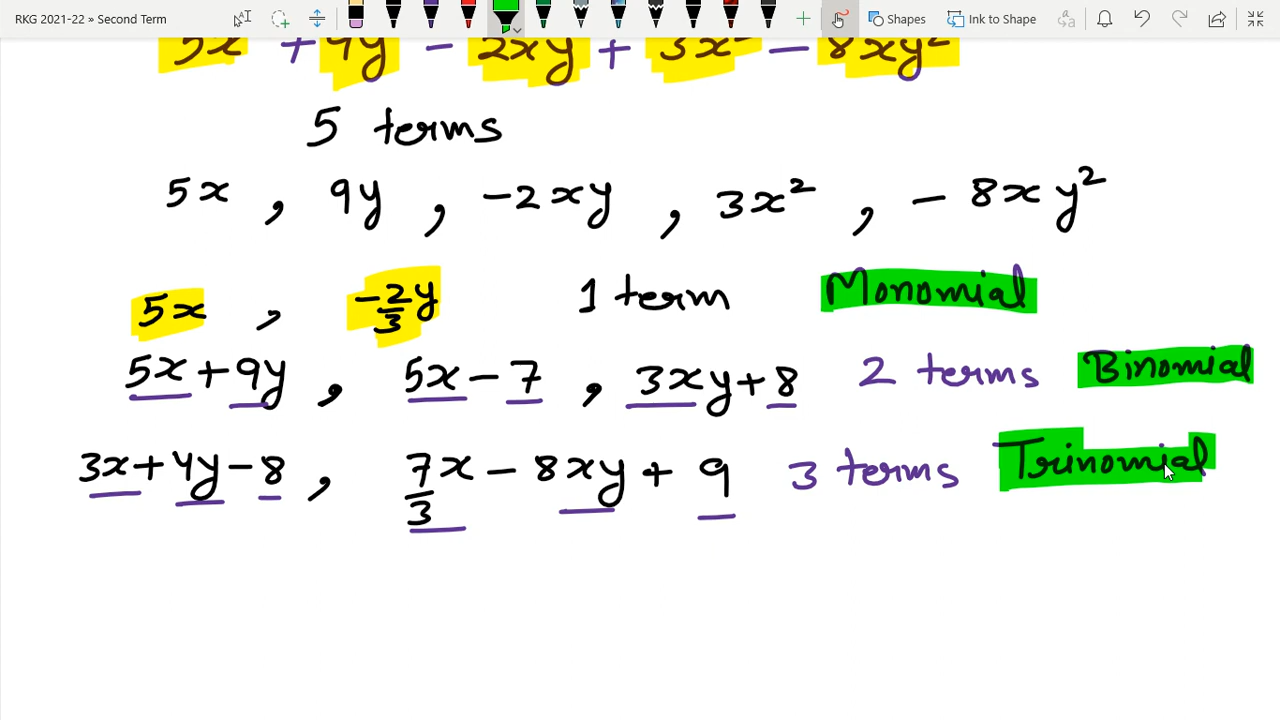 RKG 2021-22 » Second Term
Shapes
Ink to Shape
5x + 9y - 2xy + 3x² - 8xy²
5 terms
5x , 9y , -2xy , 3x² , - 8xy²
5x , -2/3 y 1 term Monomial
5x + 9y , 5x - 7 , 3xy + 8 2 terms Binomial
3x + 4y - 8 , 7/3 x - 8xy + 9 3 terms Trinomial